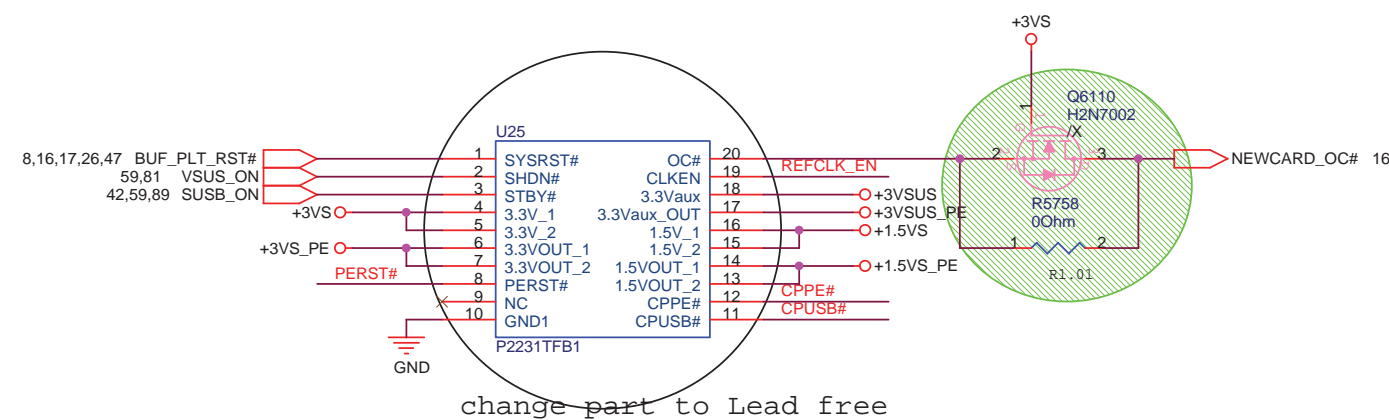 +3VS
Q6110
H2N7002
/X
1
2
3
NEWCARD_OC# 16
R5758
0Ohm
1 2
R1.01
U25
8,16,17,26,47 BUF_PLT_RST# 1 SYSRST# OC# 20
59,81 VSUS_ON 2 SHDN# CLKEN 19 REFCLK_EN
42,59,89 SUSB_ON 3 STBY# 3.3Vaux 18 +3VSUS
+3VS 4 3.3V_1 3.3Vaux_OUT 17 +3VSUS_PE
5 3.3V_2 1.5V_1 16 +1.5VS
+3VS_PE 6 3.3VOUT_1 1.5V_2 15
7 3.3VOUT_2 1.5VOUT_1 14 +1.5VS_PE
PERST# 8 PERST# 1.5VOUT_2 13
9 NC CPPE# 12 CPPE#
10 GND1 CPUSB# 11 CPUSB#
P2231TFB1
GND
change part to Lead free